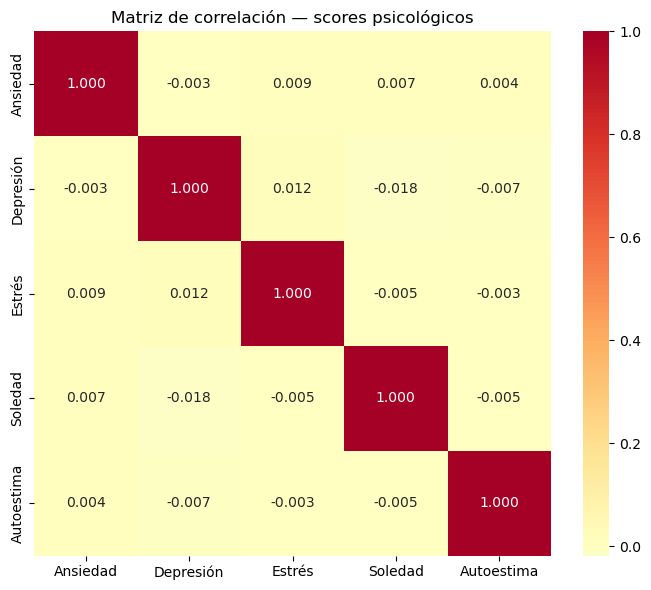 Matriz de correlación — scores psicológicos
Ansiedad 1.000 -0.003 0.009 0.007 0.004
Depresión -0.003 1.000 0.012 -0.018 -0.007
Estrés 0.009 0.012 1.000 -0.005 -0.003
Soledad 0.007 -0.018 -0.005 1.000 -0.005
Autoestima 0.004 -0.007 -0.003 -0.005 1.000
Ansiedad Depresión Estrés Soledad Autoestima
1.0
0.8
0.6
0.4
0.2
0.0